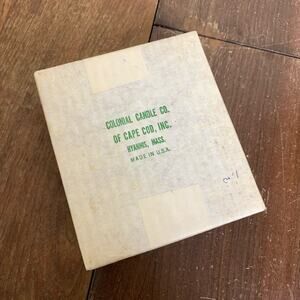 COLONIAL CANDLE CO.
OF CAPE COD, INC.
HYANNIS, MASS.
MADE IN U.S.A.